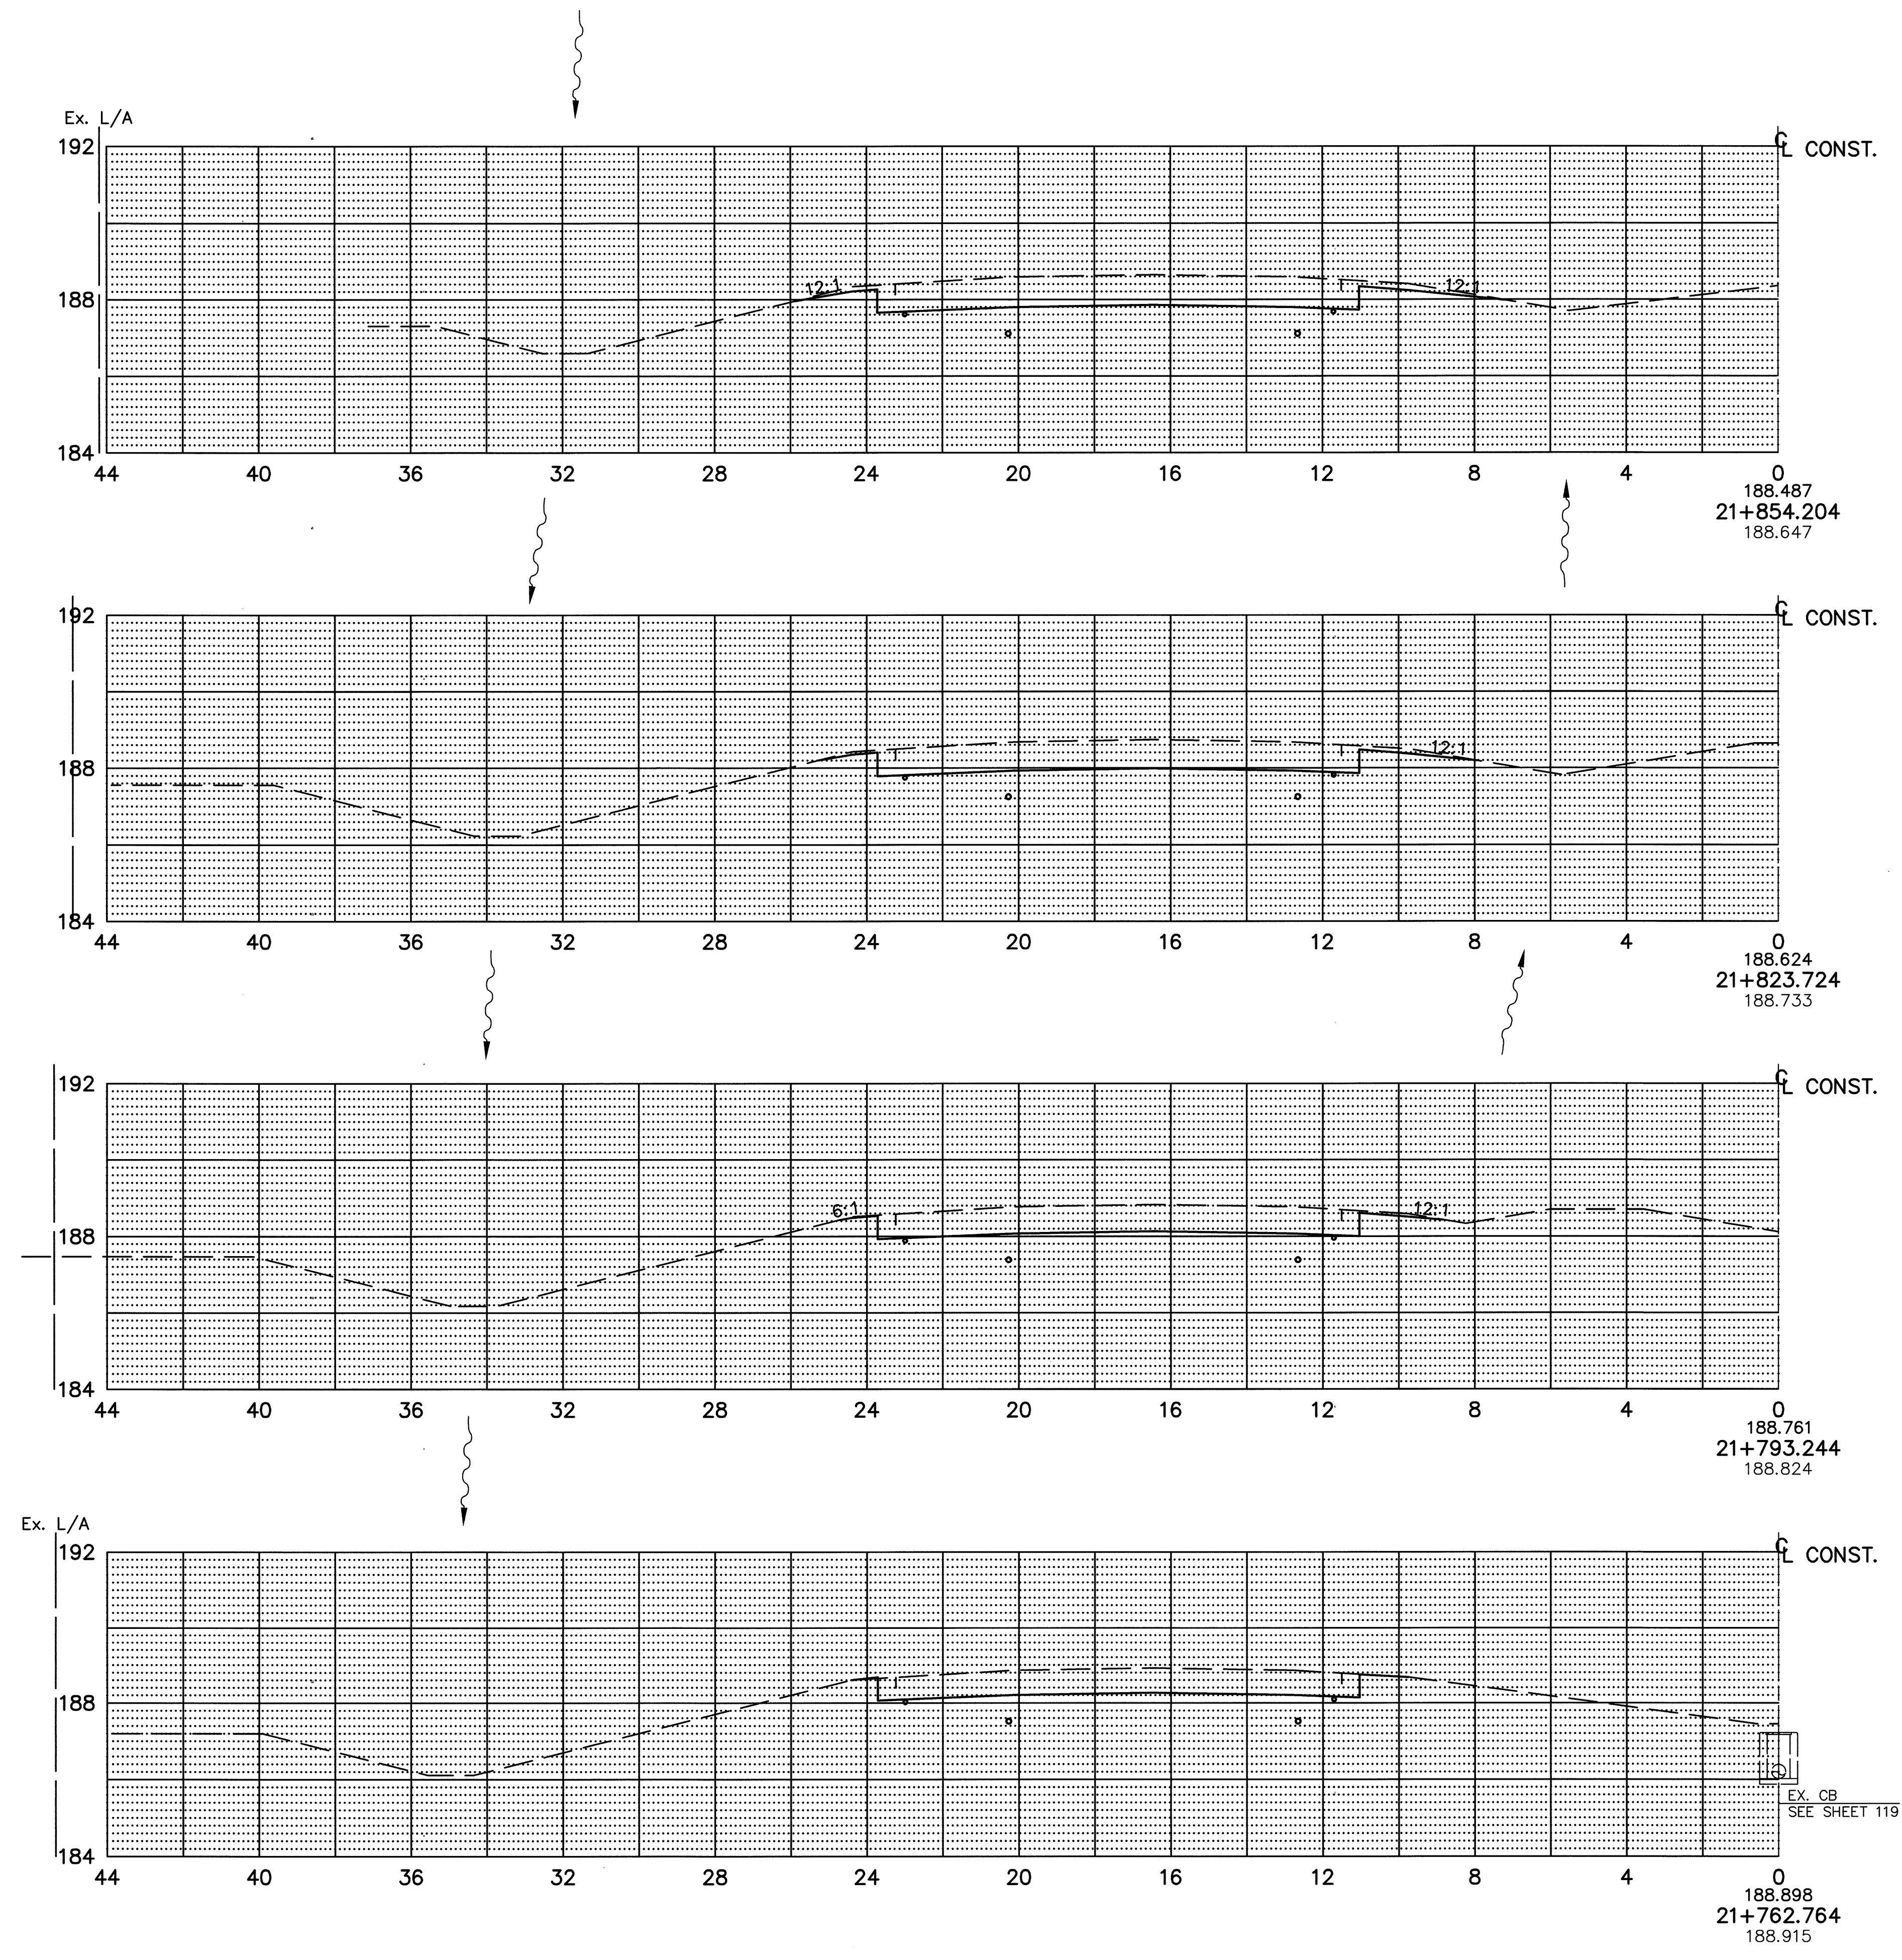 Ex. L/A
192
℄ CONST.
12:1
12:1
188
184
44 40 36 32 28 24 20 16 12 8 4 0
188.487
21+854.204
188.647
192
℄ CONST.
12:1
188
184
44 40 36 32 28 24 20 16 12 8 4 0
188.624
21+823.724
188.733
192
℄ CONST.
6:1
12:1
188
184
44 40 36 32 28 24 20 16 12 8 4 0
188.761
21+793.244
188.824
Ex. L/A
192
℄ CONST.
188
EX. CB
SEE SHEET 119
184
44 40 36 32 28 24 20 16 12 8 4 0
188.898
21+762.764
188.915